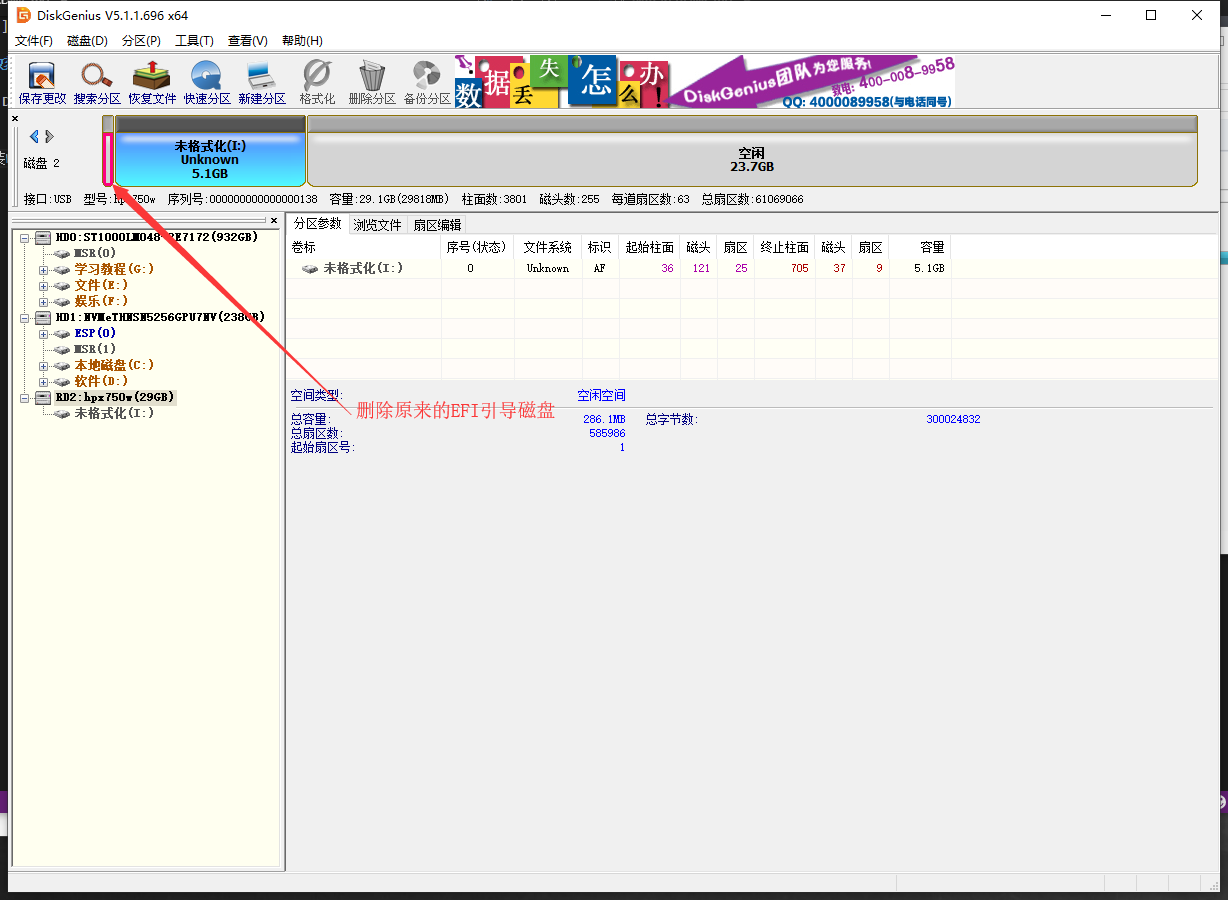 DiskGenius V5.1.1.696 x64
文件(F) 磁盘(D) 分区(P) 工具(T) 查看(V) 帮助(H)
保存更改 搜索分区 恢复文件 快速分区 新建分区 格式化 删除分区 备份分区
数据丢失怎么办!
DiskGenius团队为您服务!
致电: 400-008-9958
QQ: 4000089958(与电话同号)
磁盘 2
未格式化(I:)
Unknown
5.1GB
空闲
23.7GB
接口:USB 型号:hpx750w 序列号:000000000000000138 容量:29.1GB(29818MB) 柱面数:3801 磁头数:255 每道扇区数:63 总扇区数:61069066
HD0:ST1000LM048-2E7172(932GB)
MSR(0)
学习教程(G:)
文件(E:)
娱乐(F:)
HD1:NVMeTHNSN5256GPU7NV(238GB)
ESP(0)
MSR(1)
本地磁盘(C:)
软件(D:)
RD2:hpx750w(29GB)
未格式化(I:)
分区参数 浏览文件 扇区编辑
卷标 序号(状态) 文件系统 标识 起始柱面 磁头 扇区 终止柱面 磁头 扇区 容量
未格式化(I:) 0 Unknown AF 36 121 25 705 37 9 5.1GB
空间类型: 空闲空间
删除原来的EFI引导磁盘
总容量: 286.1MB 总字节数: 300024832
总扇区数: 585986
起始扇区号: 1